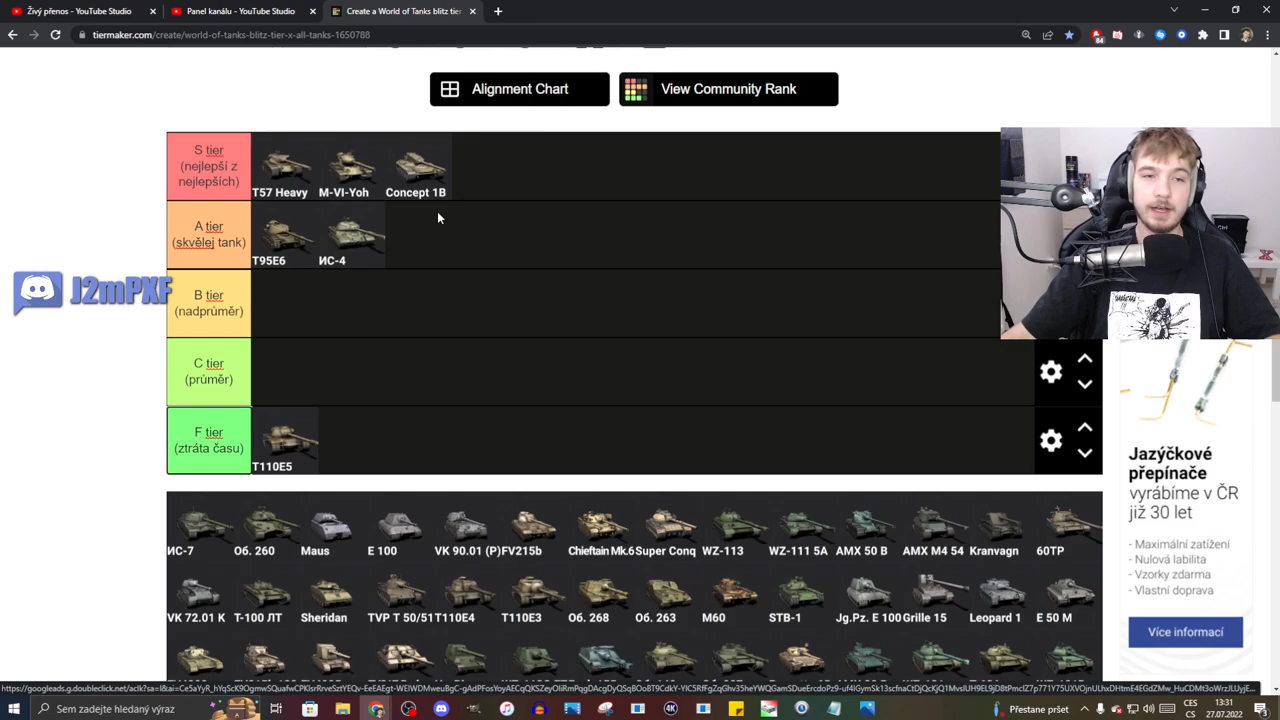 Živý přenos - YouTube Studio
Panel kanálu - YouTube Studio
Create a World of Tanks blitz tier
tiermaker.com/create/world-of-tanks-blitz-tier-x-all-tanks-1650788
84
Alignment Chart
View Community Rank
S tier
(nejlepší z
nejlepších)
T57 Heavy
M-VI-Yoh
Concept 1B
A tier
(skvělej tank)
T95E6
ИС-4
J2mPXF
B tier
(nadprůměr)
C tier
(průměr)
F tier
(ztráta času)
T110E5
ИС-7
Об. 260
Maus
E 100
VK 90.01 (P)
FV215b
Chieftain Mk.6
Super Conq
WZ-113
WZ-111 5A
AMX 50 B
AMX M4 54
Kranvagn
60TP
VK 72.01 K
Т-100 ЛТ
Sheridan
TVP T 50/51
T110E4
T110E3
Об. 268
Об. 263
M60
STB-1
Jg.Pz. E 100
Grille 15
Leopard 1
E 50 M
Jazýčkové
přepínače
vyrábíme v ČR
již 30 let
- Maximální zatížení
- Nulová labilita
- Vzorky zdarma
- Vlastní doprava
Více informací
Sem zadejte hledaný výraz
4K
Přestane pršet
CES
CS
13:31
27.07.2022
3